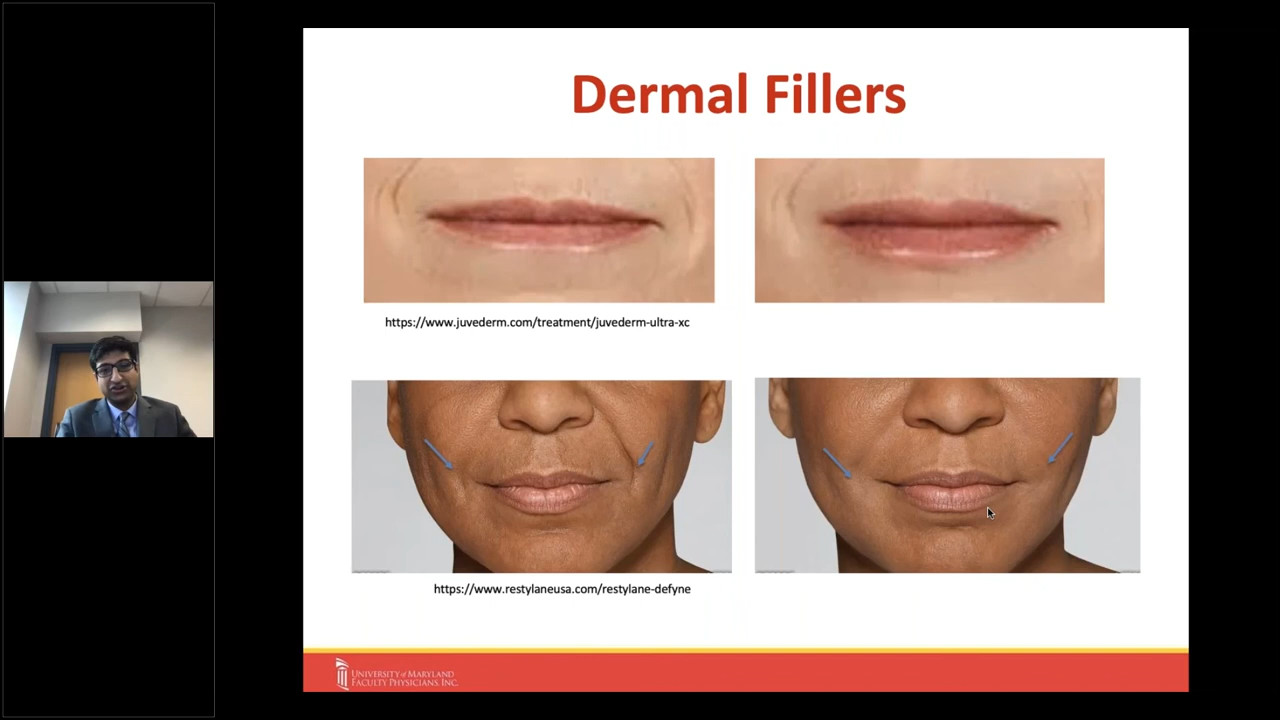 Dermal Fillers
https://www.juvederm.com/treatment/juvederm-ultra-xc
https://www.restylaneusa.com/restylane-defyne
UNIVERSITY of MARYLAND
FACULTY PHYSICIANS, INC.